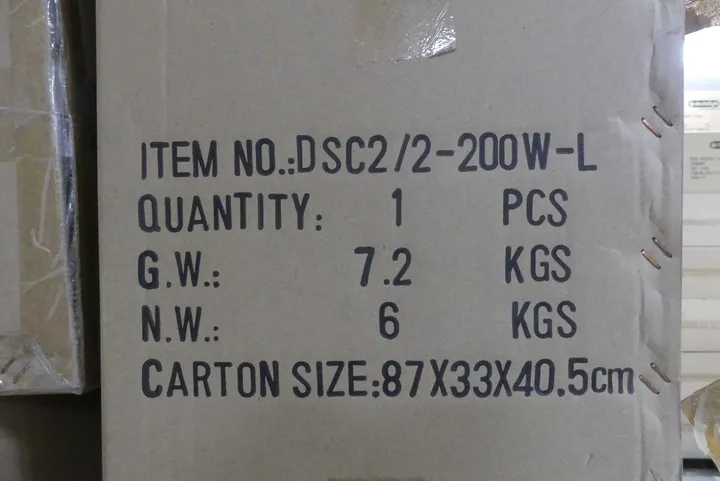 ITEM NO.:DSC2/2-200W-L
QUANTITY: 1 PCS
G.W.: 7.2 KGS
N.W.: 6 KGS
CARTON SIZE:87X33X40.5cm